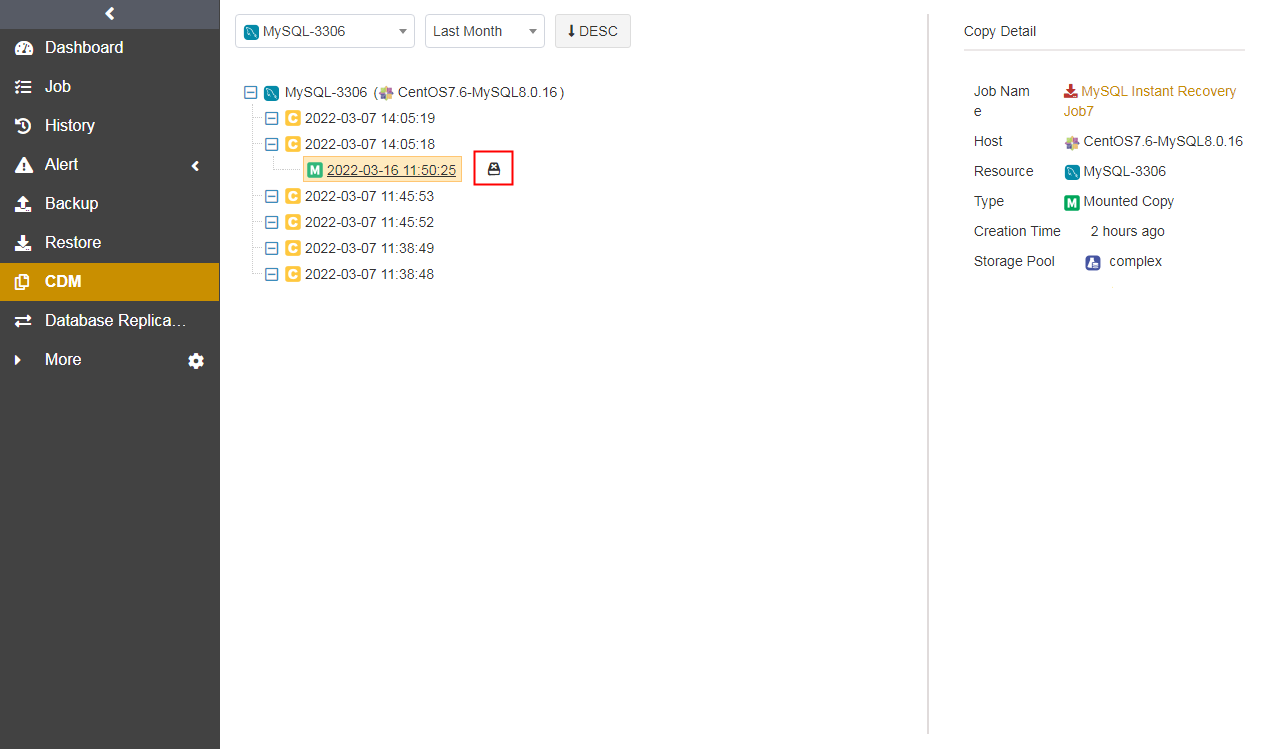 Dashboard
Job
History
Alert
Backup
Restore
CDM
Database Replica...
More
MySQL-3306
Last Month
DESC
MySQL-3306 (CentOS7.6-MySQL8.0.16)
C 2022-03-07 14:05:19
C 2022-03-07 14:05:18
M 2022-03-16 11:50:25
C 2022-03-07 11:45:53
C 2022-03-07 11:45:52
C 2022-03-07 11:38:49
C 2022-03-07 11:38:48
Copy Detail
Job Nam
e
MySQL Instant Recovery
Job7
Host CentOS7.6-MySQL8.0.16
Resource MySQL-3306
Type M Mounted Copy
Creation Time 2 hours ago
Storage Pool complex